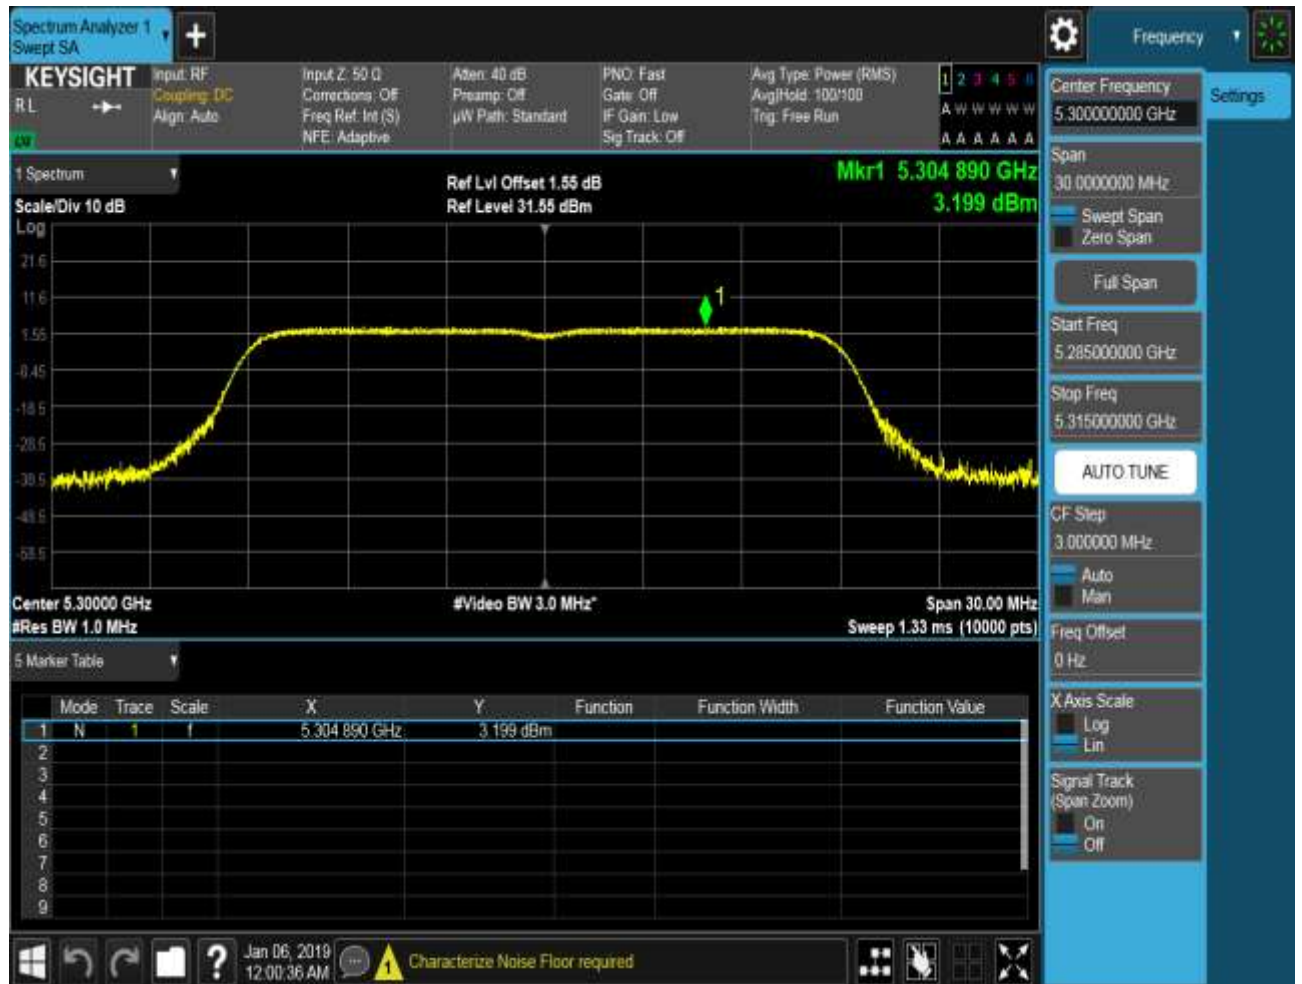 Spectrum Analyzer 1
Swept SA
Frequency
KEYSIGHT
RL
Input: RF
Coupling: DC
Align: Auto
Input Z: 50 Ω
Corrections: Off
Freq Ref: Int (S)
NFE: Adaptive
Atten: 40 dB
Preamp: Off
µW Path: Standard
PNO: Fast
Gate: Off
IF Gain: Low
Sig Track: Off
Avg Type: Power (RMS)
Avg|Hold: 100/100
Trig: Free Run
1 2 3 4 5 6
A W W W W W
A A A A A A
1 Spectrum
Scale/Div 10 dB
Ref Lvl Offset 1.55 dB
Ref Level 31.55 dBm
Mkr1 5.304 890 GHz
3.199 dBm
Log
21.6
11.6
1.55
-8.45
-18.5
-28.5
-38.5
-48.5
-58.5
1
Center 5.30000 GHz
#Res BW 1.0 MHz
#Video BW 3.0 MHz*
Span 30.00 MHz
Sweep 1.33 ms (10000 pts)
5 Marker Table
Mode Trace Scale X Y Function Function Width Function Value
1 N 1 f 5.304 890 GHz 3.199 dBm
2
3
4
5
6
7
8
9
Jan 06, 2019
12:00:36 AM
1
Characterize Noise Floor required
Settings
Center Frequency
5.300000000 GHz
Span
30.0000000 MHz
Swept Span
Zero Span
Full Span
Start Freq
5.285000000 GHz
Stop Freq
5.315000000 GHz
AUTO TUNE
CF Step
3.000000 MHz
Auto
Man
Freq Offset
0 Hz
X Axis Scale
Log
Lin
Signal Track
(Span Zoom)
On
Off